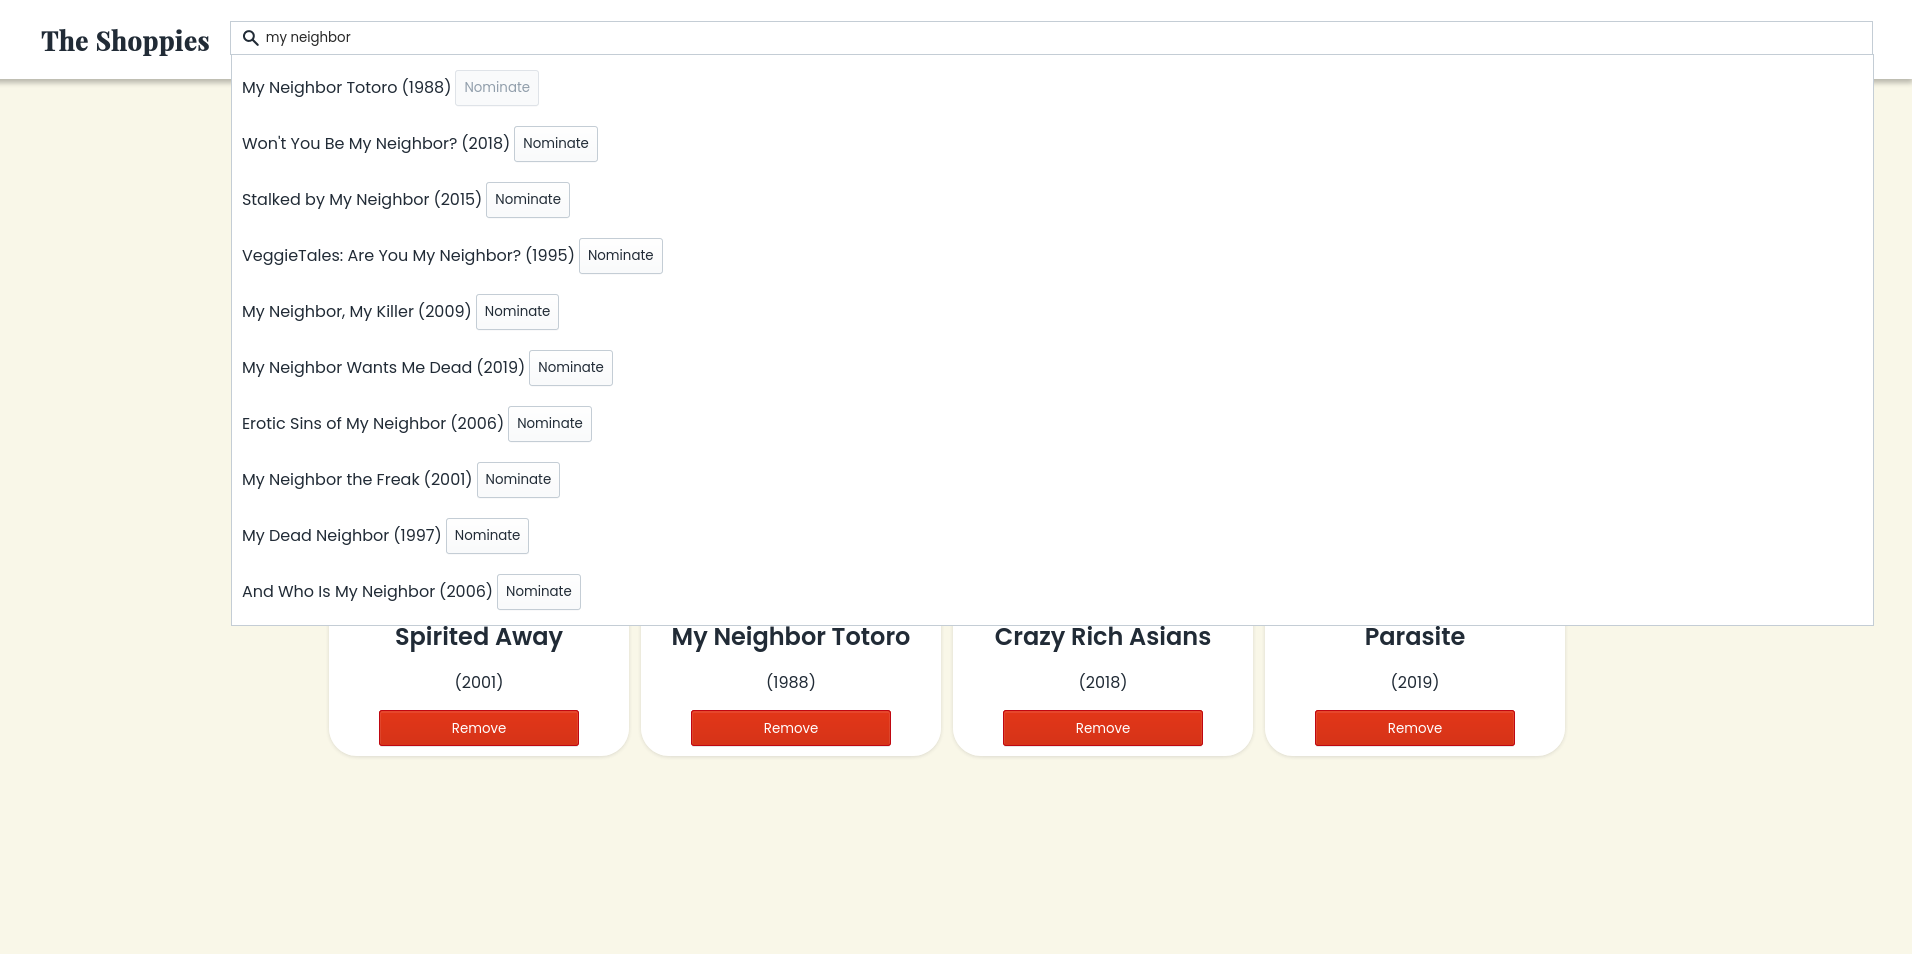 The Shoppies
my neighbor
My Neighbor Totoro (1988) Nominate
Won't You Be My Neighbor? (2018) Nominate
Stalked by My Neighbor (2015) Nominate
VeggieTales: Are You My Neighbor? (1995) Nominate
My Neighbor, My Killer (2009) Nominate
My Neighbor Wants Me Dead (2019) Nominate
Erotic Sins of My Neighbor (2006) Nominate
My Neighbor the Freak (2001) Nominate
My Dead Neighbor (1997) Nominate
And Who Is My Neighbor (2006) Nominate
Spirited Away My Neighbor Totoro Crazy Rich Asians Parasite
(2001) (1988) (2018) (2019)
Remove Remove Remove Remove